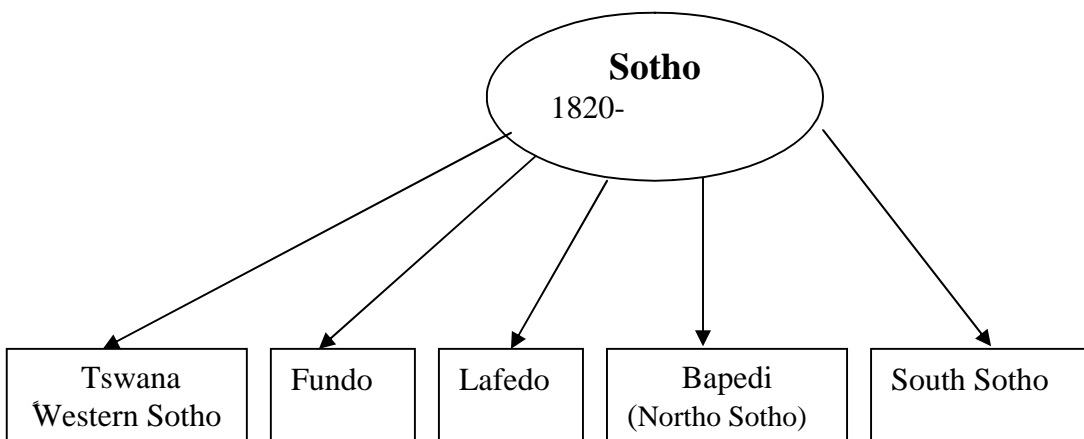 Sotho
1820-
Tswana
Western Sotho
Fundo
Lafedo
Bapedi
(Northo Sotho)
South Sotho